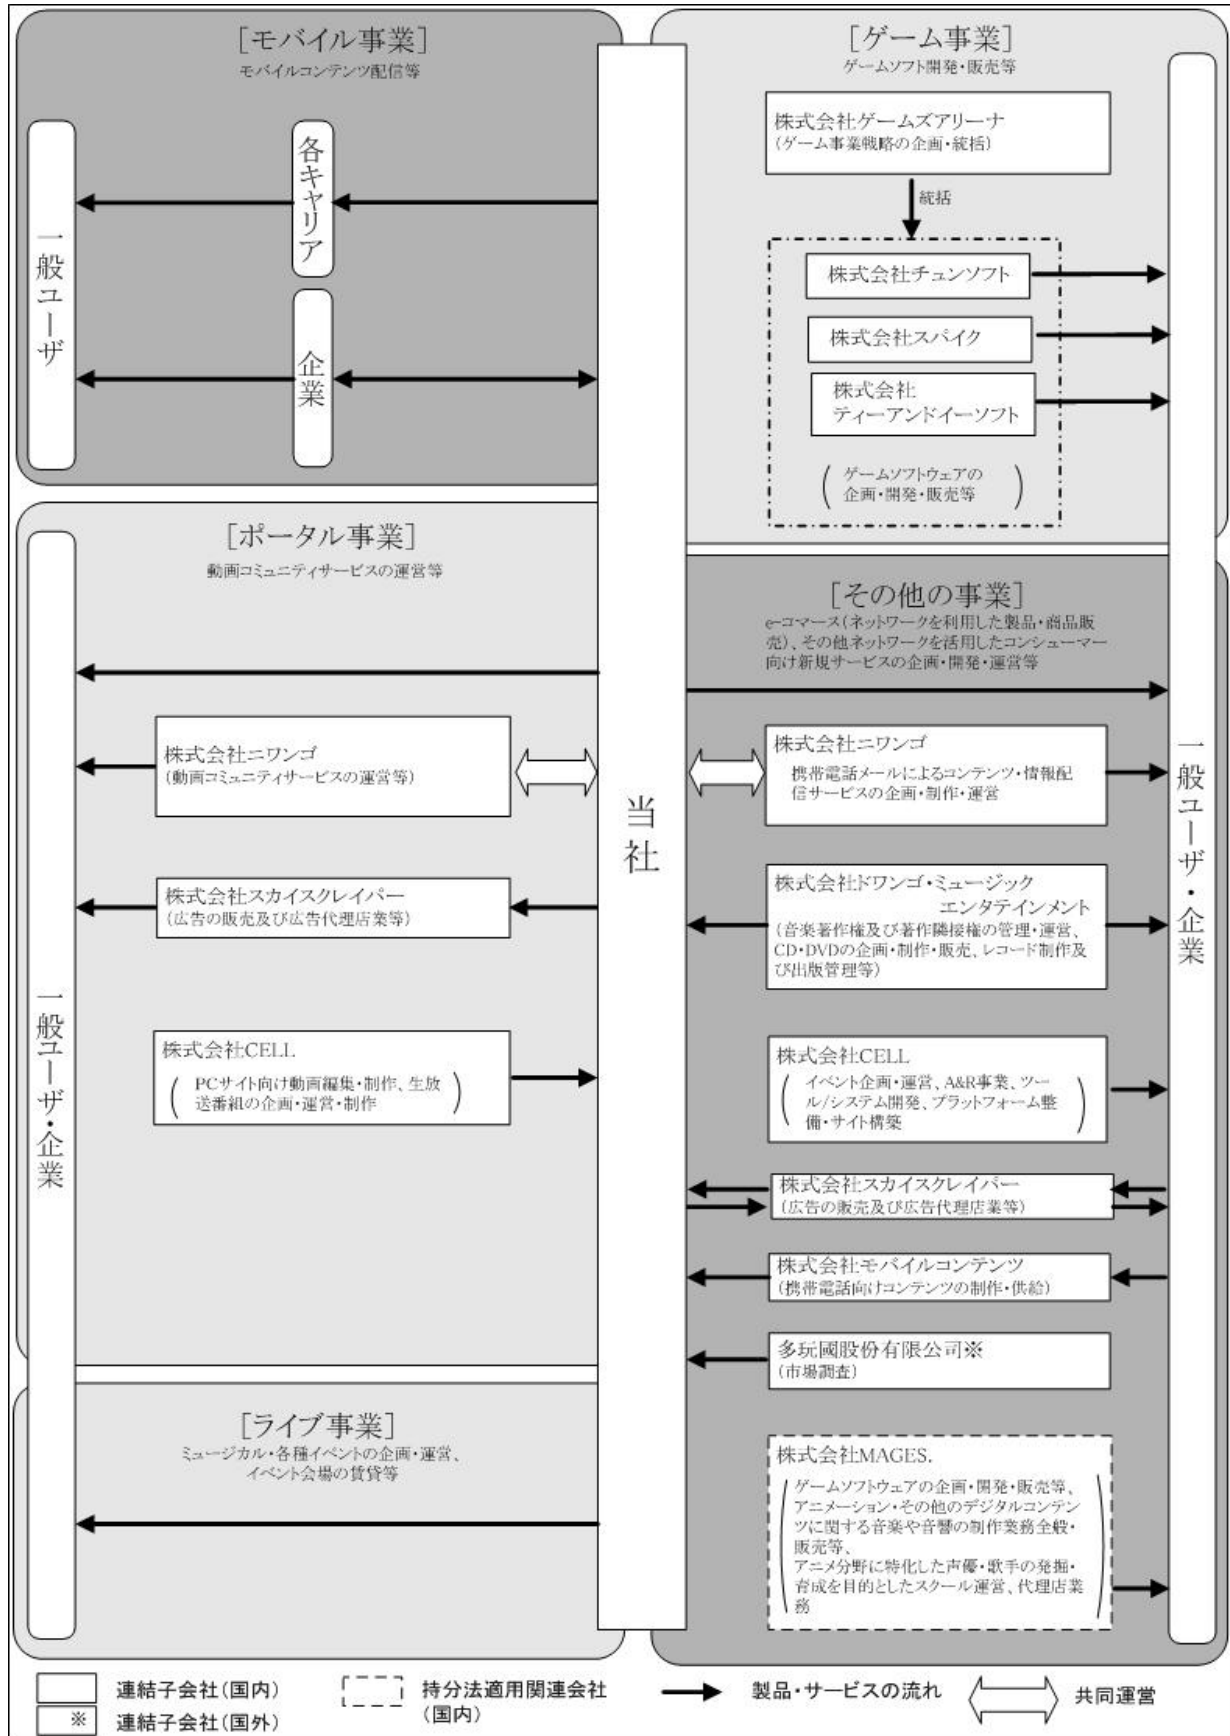 [モバイル事業]
モバイルコンテンツ配信等
一般ユーザ
各キャリア
企業
[ゲーム事業]
ゲームソフト開発・販売等
株式会社ゲームズアリーナ
(ゲーム事業戦略の企画・統括)
統括
株式会社チュンソフト
株式会社スパイク
株式会社
ティーアンドイーソフト
(ゲームソフトウェアの
企画・開発・販売等)
[ポータル事業]
動画コミュニティサービスの運営等
株式会社ニワンゴ
(動画コミュニティサービスの運営等)
株式会社スカイスクレイパー
(広告の販売及び広告代理店業等)
株式会社CELL
(PCサイト向け動画編集・制作、生放
送番組の企画・運営・制作)
一般ユーザ・企業
[ライブ事業]
ミュージカル・各種イベントの企画・運営、
イベント会場の賃貸等
当社
[その他の事業]
e-コマース(ネットワークを利用した製品・商品販
売)、その他ネットワークを活用したコンシューマー
向け新規サービスの企画・開発・運営等
株式会社ニワンゴ
携帯電話メールによるコンテンツ・情報配
信サービスの企画・制作・運営
株式会社ドワンゴ・ミュージック
エンタテインメント
(音楽著作権及び著作隣接権の管理・運営、
CD・DVDの企画・制作・販売、レコード制作及
び出版管理等)
株式会社CELL
(イベント企画・運営、A&R事業、ツー
ル/システム開発、プラットフォーム整
備・サイト構築)
株式会社スカイスクレイパー
(広告の販売及び広告代理店業等)
株式会社モバイルコンテンツ
(携帯電話向けコンテンツの制作・供給)
多玩國股份有限公司※
(市場調査)
株式会社MAGES.
(ゲームソフトウェアの企画・開発・販売等、
アニメーション・その他のデジタルコンテン
ツに関する音楽や音響の制作業務全般・
販売等、
アニメ分野に特化した声優・歌手の発掘・
育成を目的としたスクール運営、代理店業
務)
一般ユーザ・企業
連結子会社(国内)
※ 連結子会社(国外)
持分法適用関連会社
(国内)
製品・サービスの流れ
共同運営